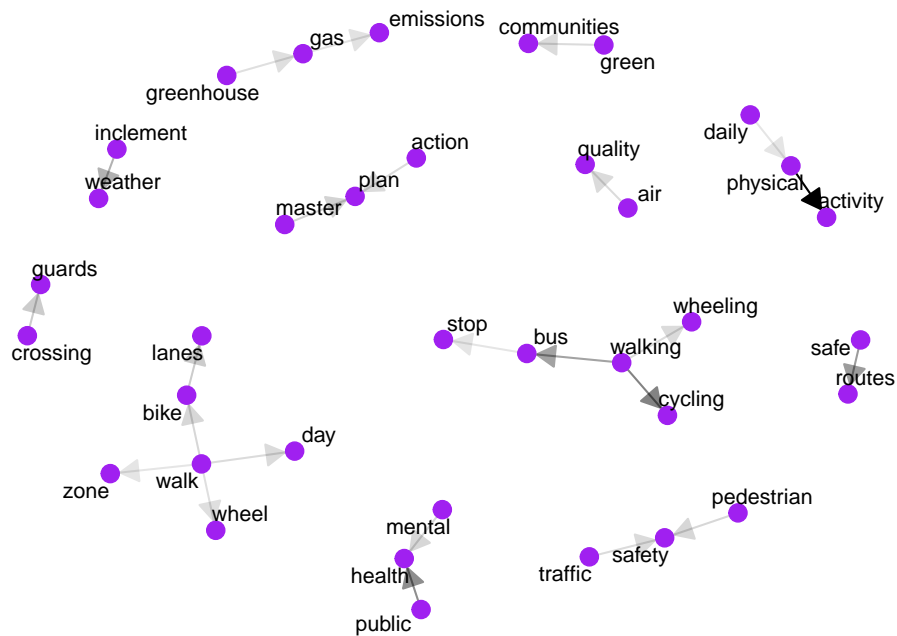 emissions
communities
gas
green
greenhouse
inclement
action
daily
quality
weather
plan
physical
master
air
activity
guards
wheeling
stop
bus
walking
safe
crossing
lanes
routes
cycling
bike
day
walk
zone
wheel
pedestrian
mental
safety
health
traffic
public